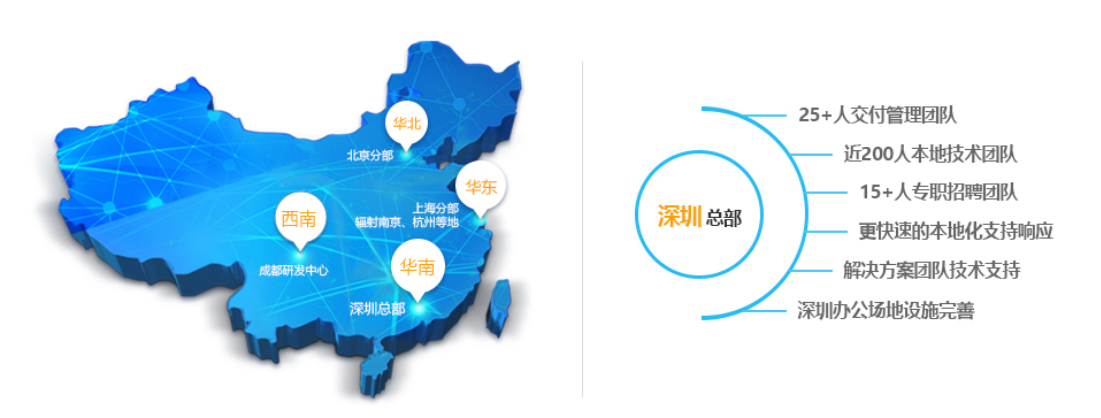 华北
北京分部
华东
上海分部
辐射南京、杭州等地
西南
成都研发中心
华南
深圳总部
深圳 总部
25+人交付管理团队
近200人本地技术团队
15+人专职招聘团队
更快速的本地化支持响应
解决方案团队技术支持
深圳办公场地设施完善